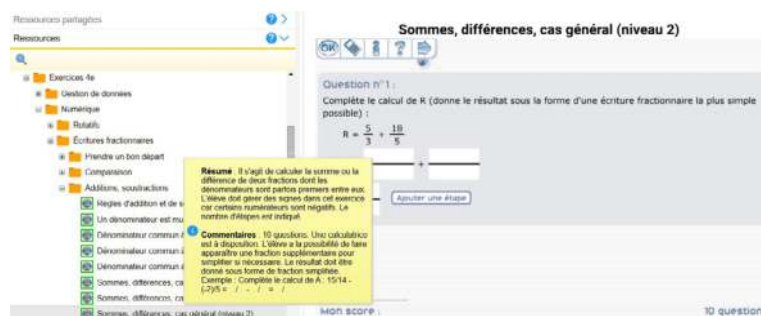 Ressources partagées
Ressources
Exercices 4e
Gestion de données
Numérique
Relatifs
Écritures fractionnaires
Prendre un bon départ
Comparaison
Additions, soustractions
Règles d'addition et de s
Un dénominateur est mu
Dénominateur commun
Dénominateur commun
Dénominateur commun
Sommes, différences, ca
Sommes, différences, ca
Sommes, différences, cas général (niveau 2)
Résumé : Il s'agit de calculer la somme ou la
différence de deux fractions dont les
dénominateurs sont parfois premiers entre eux.
L'élève doit gérer des signes dans cet exercice
car certains numérateurs sont négatifs. Le
nombre d'étapes est indiqué.
Commentaires : 10 questions. Une calculatrice
est à disposition. L'élève a la possibilité de faire
apparaître une fraction supplémentaire pour
simplifier si nécessaire. Le résultat doit être
donné sous forme de fraction simplifiée.
Exemple : Complète le calcul de A : 15/14 -
(-2)/5 = / - / = /
Sommes, différences, cas général (niveau 2)
OK
?
Question n°1 :
Complète le calcul de R (donne le résultat sous la forme d'une écriture fractionnaire la plus simple
possible) :
R = 5/3 + 18/5
+
Ajouter une étape
Mon score :
10 question